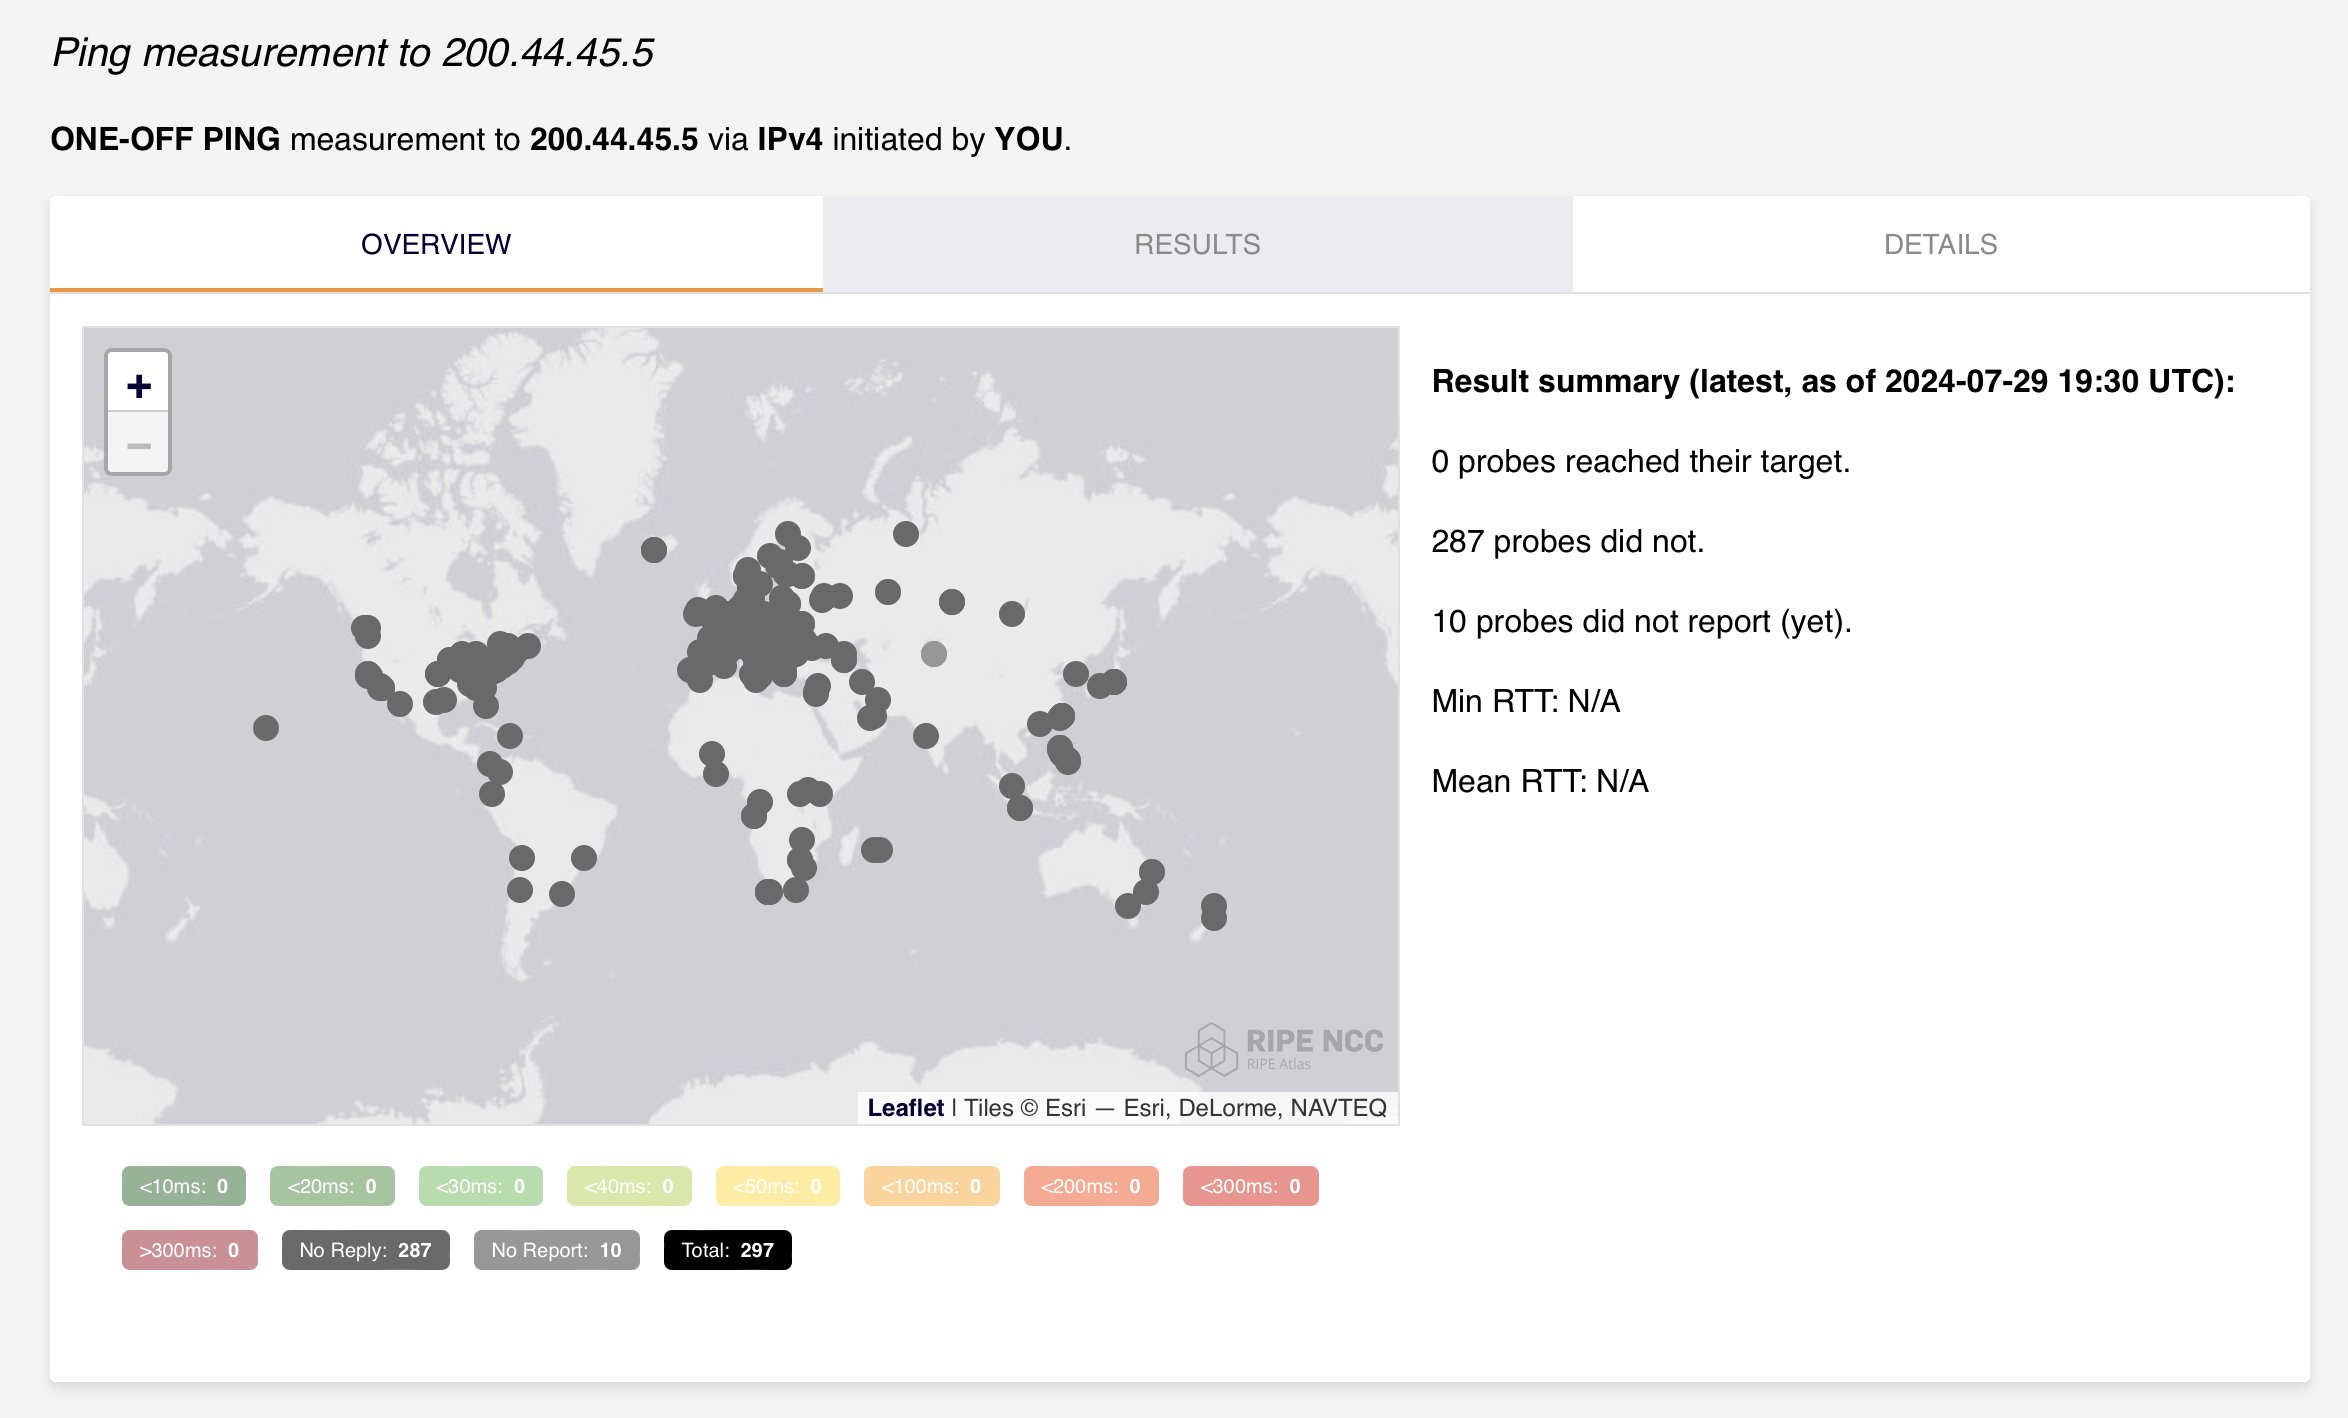 Ping measurement to 200.44.45.5
ONE-OFF PING measurement to 200.44.45.5 via IPv4 initiated by YOU.
OVERVIEW
RESULTS
DETAILS
+
−
Result summary (latest, as of 2024-07-29 19:30 UTC):
0 probes reached their target.
287 probes did not.
10 probes did not report (yet).
Min RTT: N/A
Mean RTT: N/A
RIPE NCC
RIPE Atlas
Leaflet | Tiles © Esri — Esri, DeLorme, NAVTEQ
<10ms: 0
<20ms: 0
<30ms: 0
<40ms: 0
<50ms: 0
<100ms: 0
<200ms: 0
<300ms: 0
>300ms: 0
No Reply: 287
No Report: 10
Total: 297